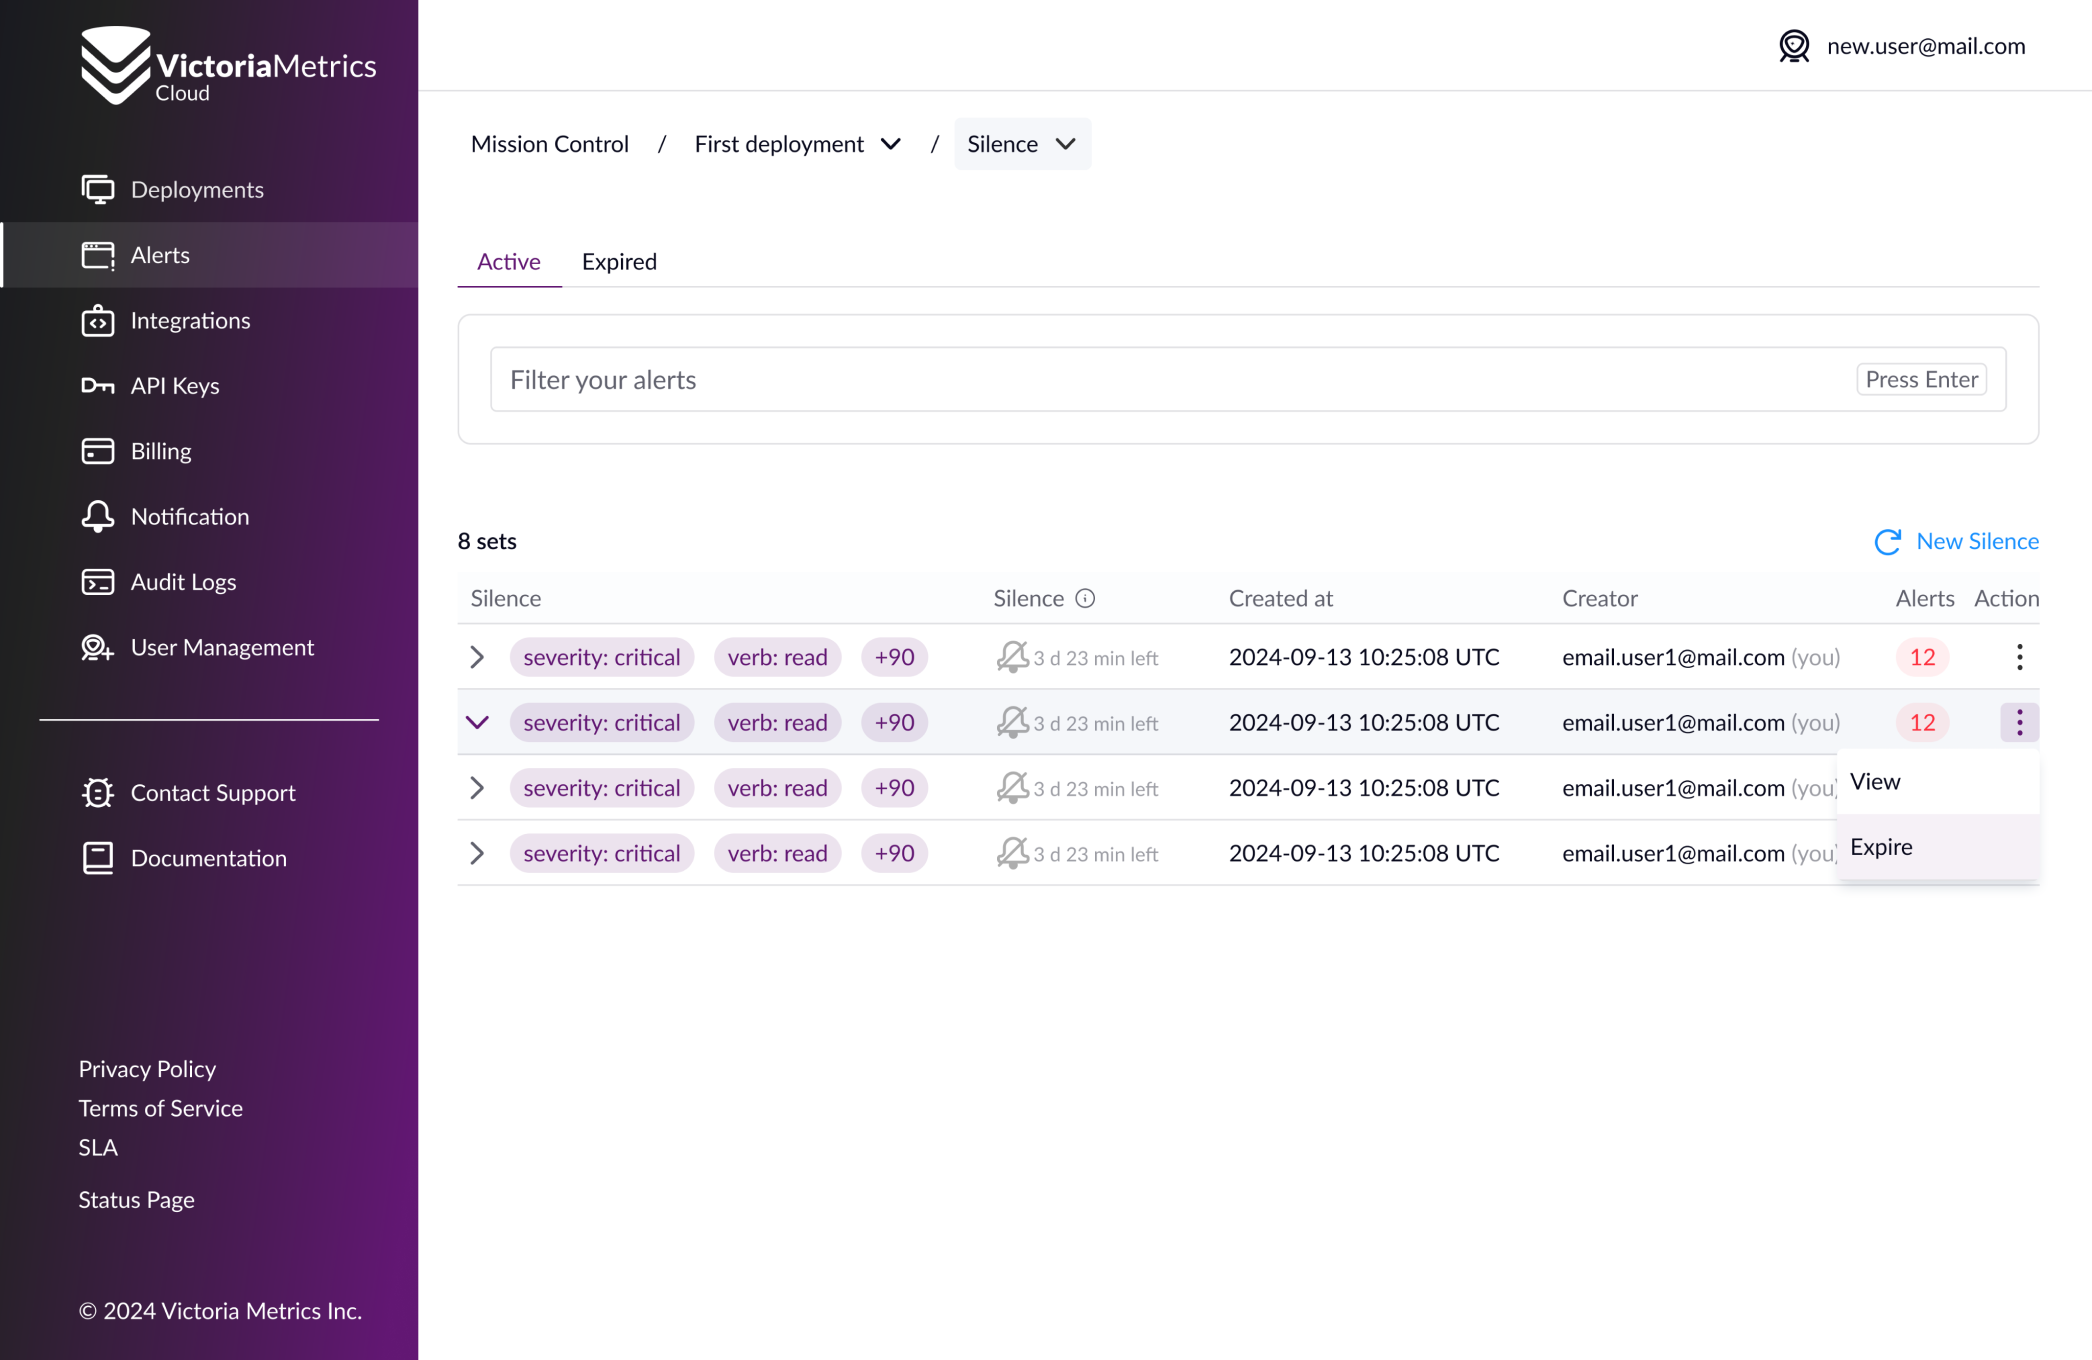 VictoriaMetrics
Cloud
new.user@mail.com
Mission Control / First deployment / Silence
Deployments
Alerts
Integrations
API Keys
Billing
Notification
Audit Logs
User Management
Contact Support
Documentation
Privacy Policy
Terms of Service
SLA
Status Page
© 2024 Victoria Metrics Inc.
Active Expired
Filter your alerts Press Enter
8 sets New Silence
Silence Silence Created at Creator Alerts Action
severity: critical verb: read +90 3 d 23 min left 2024-09-13 10:25:08 UTC email.user1@mail.com (you) 12
severity: critical verb: read +90 3 d 23 min left 2024-09-13 10:25:08 UTC email.user1@mail.com (you) 12
View
severity: critical verb: read +90 3 d 23 min left 2024-09-13 10:25:08 UTC email.user1@mail.com (you)
Expire
severity: critical verb: read +90 3 d 23 min left 2024-09-13 10:25:08 UTC email.user1@mail.com (you)